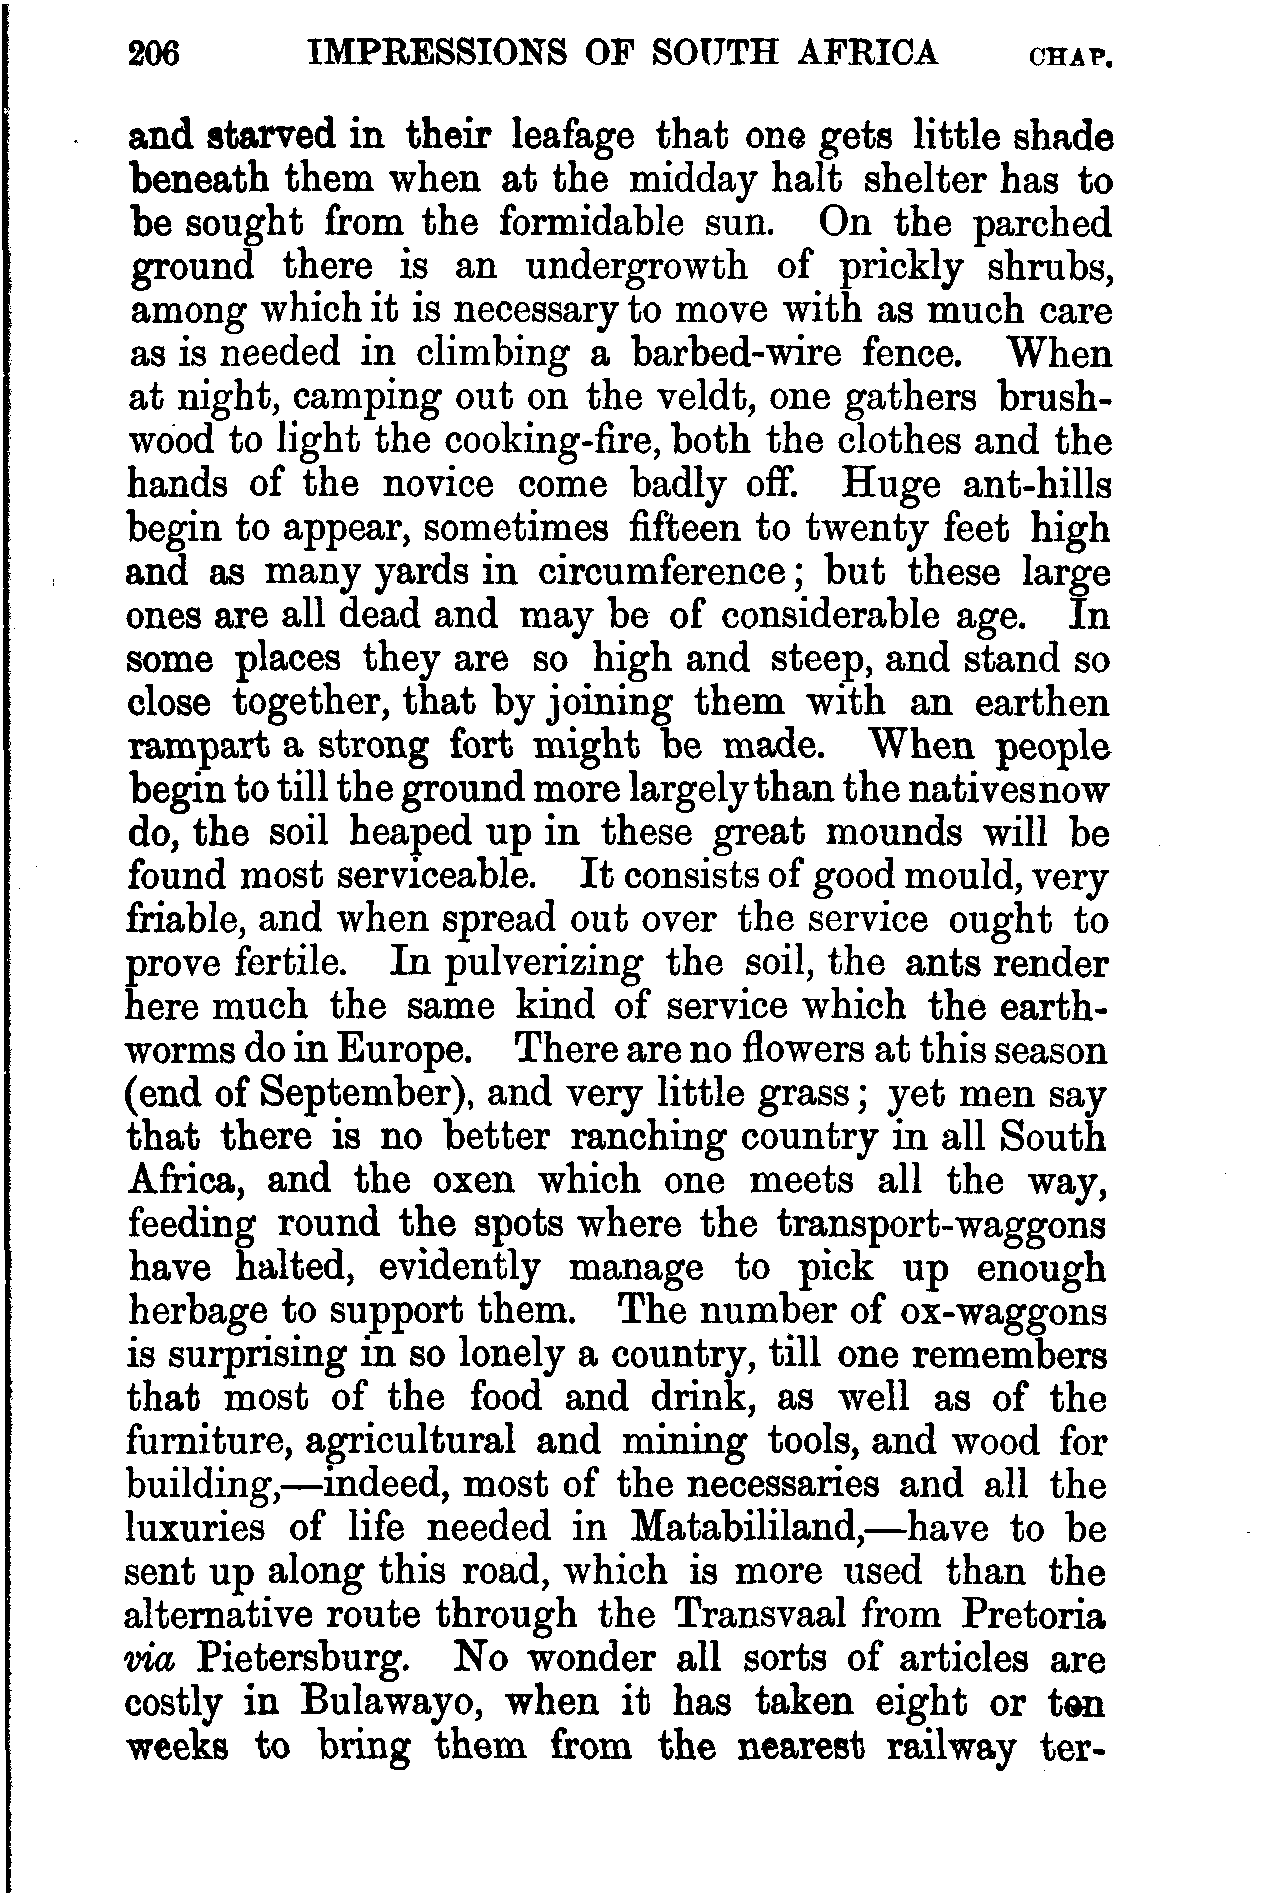 206 IMPRESSIONS OF SOUTH AFRICA CHAP.
and starved in their leafage that one gets little shade
beneath them when at the midday halt shelter has to
be sought from the formidable sun. On the parched
ground there is an undergrowth of prickly shrubs,
among which it is necessary to move with as much care
as is needed in climbing a barbed-wire fence. When
at night, camping out on the veldt, one gathers brush-
wood to light the cooking-fire, both the clothes and the
hands of the novice come badly off. Huge ant-hills
begin to appear, sometimes fifteen to twenty feet high
and as many yards in circumference; but these large
ones are all dead and may be of considerable age. In
some places they are so high and steep, and stand so
close together, that by joining them with an earthen
rampart a strong fort might be made. When people
begin to till the ground more largely than the natives now
do, the soil heaped up in these great mounds will be
found most serviceable. It consists of good mould, very
friable, and when spread out over the service ought to
prove fertile. In pulverizing the soil, the ants render
here much the same kind of service which the earth-
worms do in Europe. There are no flowers at this season
(end of September), and very little grass; yet men say
that there is no better ranching country in all South
Africa, and the oxen which one meets all the way,
feeding round the spots where the transport-waggons
have halted, evidently manage to pick up enough
herbage to support them. The number of ox-waggons
is surprising in so lonely a country, till one remembers
that most of the food and drink, as well as of the
furniture, agricultural and mining tools, and wood for
building,—indeed, most of the necessaries and all the
luxuries of life needed in Matabililand,—have to be
sent up along this road, which is more used than the
alternative route through the Transvaal from Pretoria
via Pietersburg. No wonder all sorts of articles are
costly in Bulawayo, when it has taken eight or ten
weeks to bring them from the nearest railway ter-